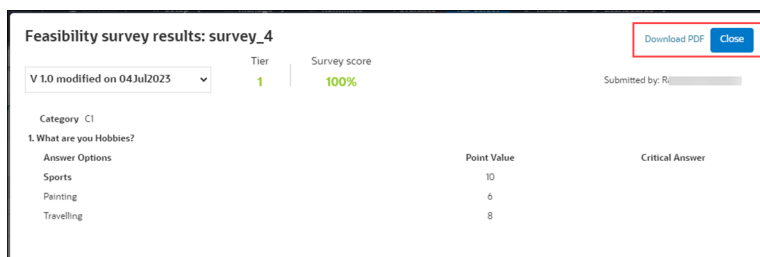 Feasibility survey results: survey_4
Download PDF Close
Tier Survey score
V 1.0 modified on 04Jul2023 1 100% Submitted by:
Category C1
1. What are you Hobbies?
Answer Options Point Value Critical Answer
Sports 10
Painting 6
Travelling 8